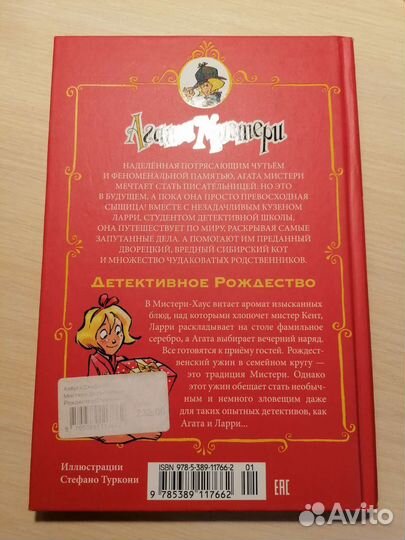 Агата Мистери
НАДЕЛЁННАЯ ПОТРЯСАЮЩИМ ЧУТЬЁМ
И ФЕНОМЕНАЛЬНОЙ ПАМЯТЬЮ, АГАТА МИСТЕРИ
МЕЧТАЕТ СТАТЬ ПИСАТЕЛЬНИЦЕЙ. НО ЭТО
В БУДУЩЕМ, А ПОКА ОНА ПРОСТО ПРЕВОСХОДНАЯ
СЫЩИЦА! ВМЕСТЕ С НЕЗАДАЧЛИВЫМ КУЗЕНОМ
ЛАРРИ, СТУДЕНТОМ ДЕТЕКТИВНОЙ ШКОЛЫ,
ОНА ПУТЕШЕСТВУЕТ ПО МИРУ, РАСКРЫВАЯ САМЫЕ
ЗАПУТАННЫЕ ДЕЛА. А ПОМОГАЮТ ИМ ПРЕДАННЫЙ
ДВОРЕЦКИЙ, ВРЕДНЫЙ СИБИРСКИЙ КОТ
И МНОЖЕСТВО ЧУДАКОВАТЫХ РОДСТВЕННИКОВ.
ДЕТЕКТИВНОЕ РОЖДЕСТВО
В Мистери-Хаус витает аромат изысканных
блюд, над которыми хлопочет мистер Кент,
Ларри раскладывает на столе фамильное
серебро, а Агата выбирает вечерний наряд.
Все готовятся к приёму гостей. Рождест-
венский ужин в семейном кругу —
это традиция Мистери. Однако
этот ужин обещает стать необыч-
ным и немного зловещим даже
для таких опытных детективов, как
Агата и Ларри...
9785389117662
Иллюстрации
Стефано Туркони
ISBN 978-5-389-11766-2
01
9 785389 117662
EAC
Avito